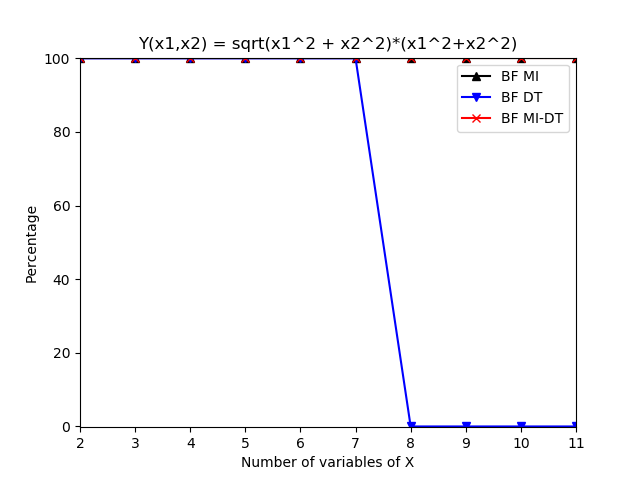 Y(x1,x2) = sqrt(x1^2 + x2^2)*(x1^2+x2^2)
100
80
60
40
20
0
Percentage
BF MI
BF DT
BF MI-DT
2 3 4 5 6 7 8 9 10 11
Number of variables of X